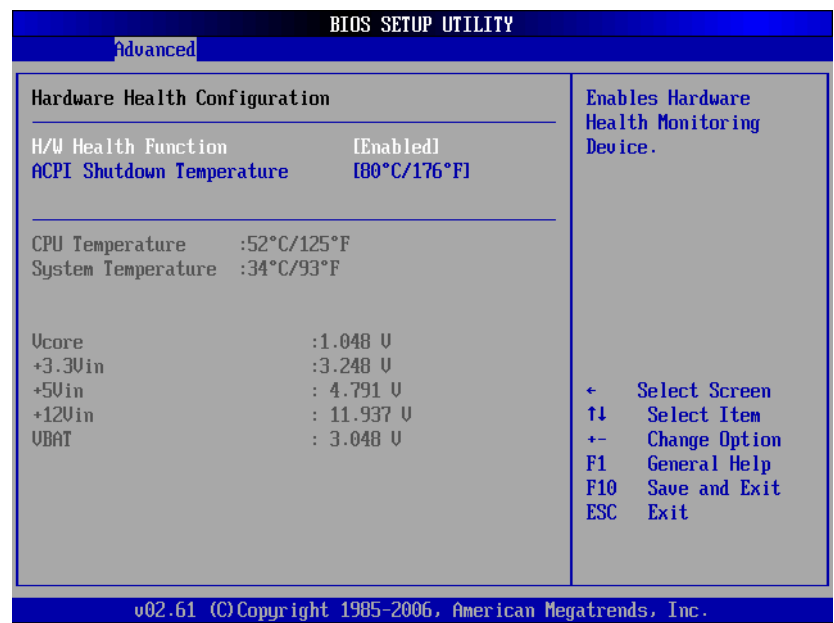 BIOS SETUP UTILITY
Advanced
Hardware Health Configuration
H/W Health Function [Enabled]
ACPI Shutdown Temperature [80°C/176°F]
CPU Temperature :52°C/125°F
System Temperature :34°C/93°F
Vcore :1.048 V
+3.3Vin :3.248 V
+5Vin : 4.791 V
+12Vin : 11.937 V
VBAT : 3.048 V
Enables Hardware
Health Monitoring
Device.
← Select Screen
↑↓ Select Item
+- Change Option
F1 General Help
F10 Save and Exit
ESC Exit
v02.61 (C)Copyright 1985-2006, American Megatrends, Inc.